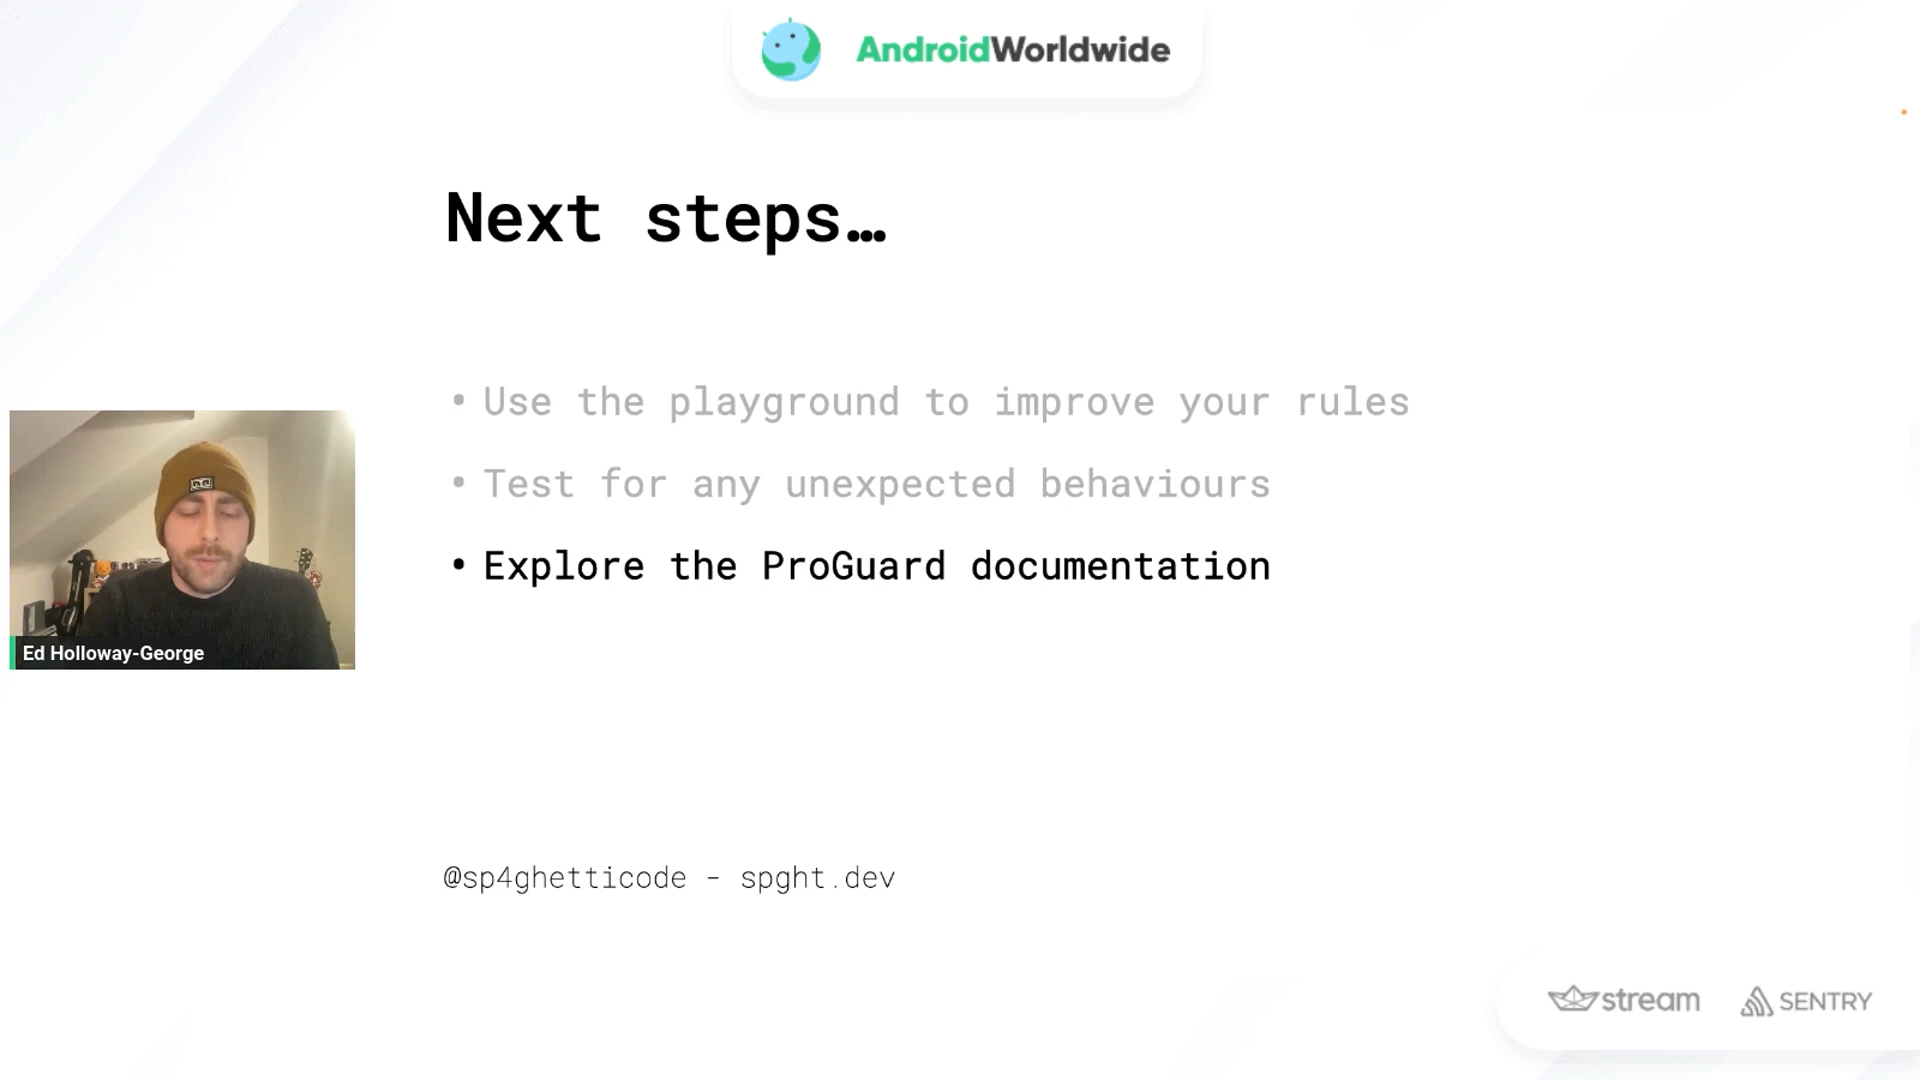 AndroidWorldwide
Next steps…
• Use the playground to improve your rules
• Test for any unexpected behaviours
• Explore the ProGuard documentation
Ed Holloway-George
@sp4ghetticode - spght.dev
stream
SENTRY